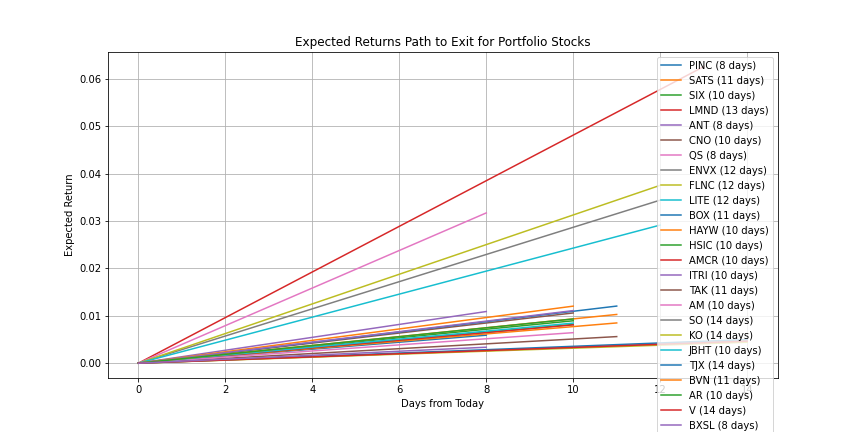 Expected Returns Path to Exit for Portfolio Stocks
Expected Return
0.06
0.05
0.04
0.03
0.02
0.01
0.00
0
2
4
6
8
10
12
Days from Today
PINC (8 days)
SATS (11 days)
SIX (10 days)
LMND (13 days)
ANT (8 days)
CNO (10 days)
QS (8 days)
ENVX (12 days)
FLNC (12 days)
LITE (12 days)
BOX (11 days)
HAYW (10 days)
HSIC (10 days)
AMCR (10 days)
ITRI (10 days)
TAK (11 days)
AM (10 days)
SO (14 days)
KO (14 days)
JBHT (10 days)
TJX (14 days)
BVN (11 days)
AR (10 days)
V (14 days)
BXSL (8 days)